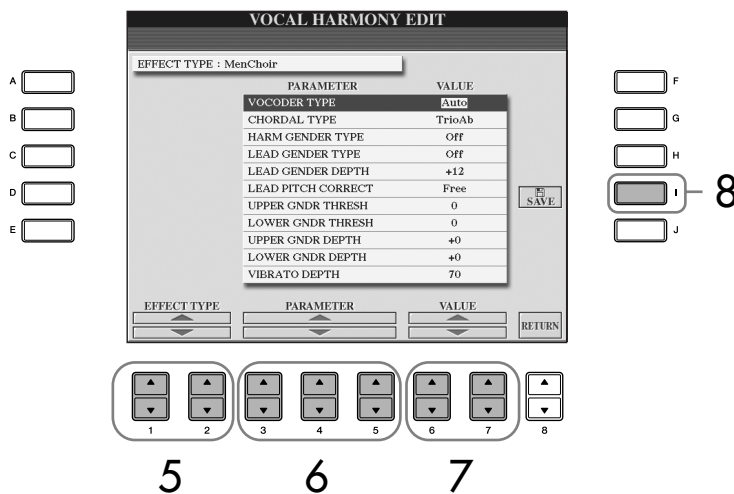 VOCAL HARMONY EDIT
EFFECT TYPE : MenChoir
PARAMETER VALUE
VOCODER TYPE Auto
CHORDAL TYPE TrioAb
HARM GENDER TYPE Off
LEAD GENDER TYPE Off
LEAD GENDER DEPTH +12
LEAD PITCH CORRECT Free
UPPER GNDR THRESH 0
LOWER GNDR THRESH 0
UPPER GNDR DEPTH +0
LOWER GNDR DEPTH +0
VIBRATO DEPTH 70
A
B
C
D
E
F
G
H
I
J
8
SAVE
EFFECT TYPE PARAMETER VALUE
RETURN
1 2 3 4 5 6 7 8
5 6 7